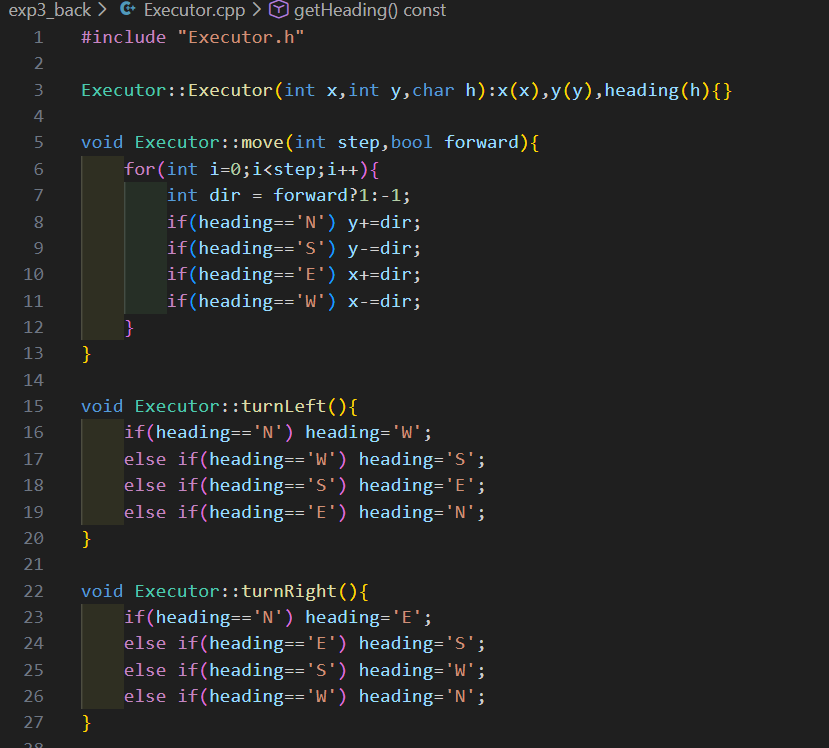 exp3_back > Executor.cpp > getHeading() const
1 #include "Executor.h"
2
3 Executor::Executor(int x,int y,char h):x(x),y(y),heading(h){}
4
5 void Executor::move(int step,bool forward){
6     for(int i=0;i<step;i++){
7         int dir = forward?1:-1;
8         if(heading=='N') y+=dir;
9         if(heading=='S') y-=dir;
10         if(heading=='E') x+=dir;
11         if(heading=='W') x-=dir;
12     }
13 }
14
15 void Executor::turnLeft(){
16     if(heading=='N') heading='W';
17     else if(heading=='W') heading='S';
18     else if(heading=='S') heading='E';
19     else if(heading=='E') heading='N';
20 }
21
22 void Executor::turnRight(){
23     if(heading=='N') heading='E';
24     else if(heading=='E') heading='S';
25     else if(heading=='S') heading='W';
26     else if(heading=='W') heading='N';
27 }
28